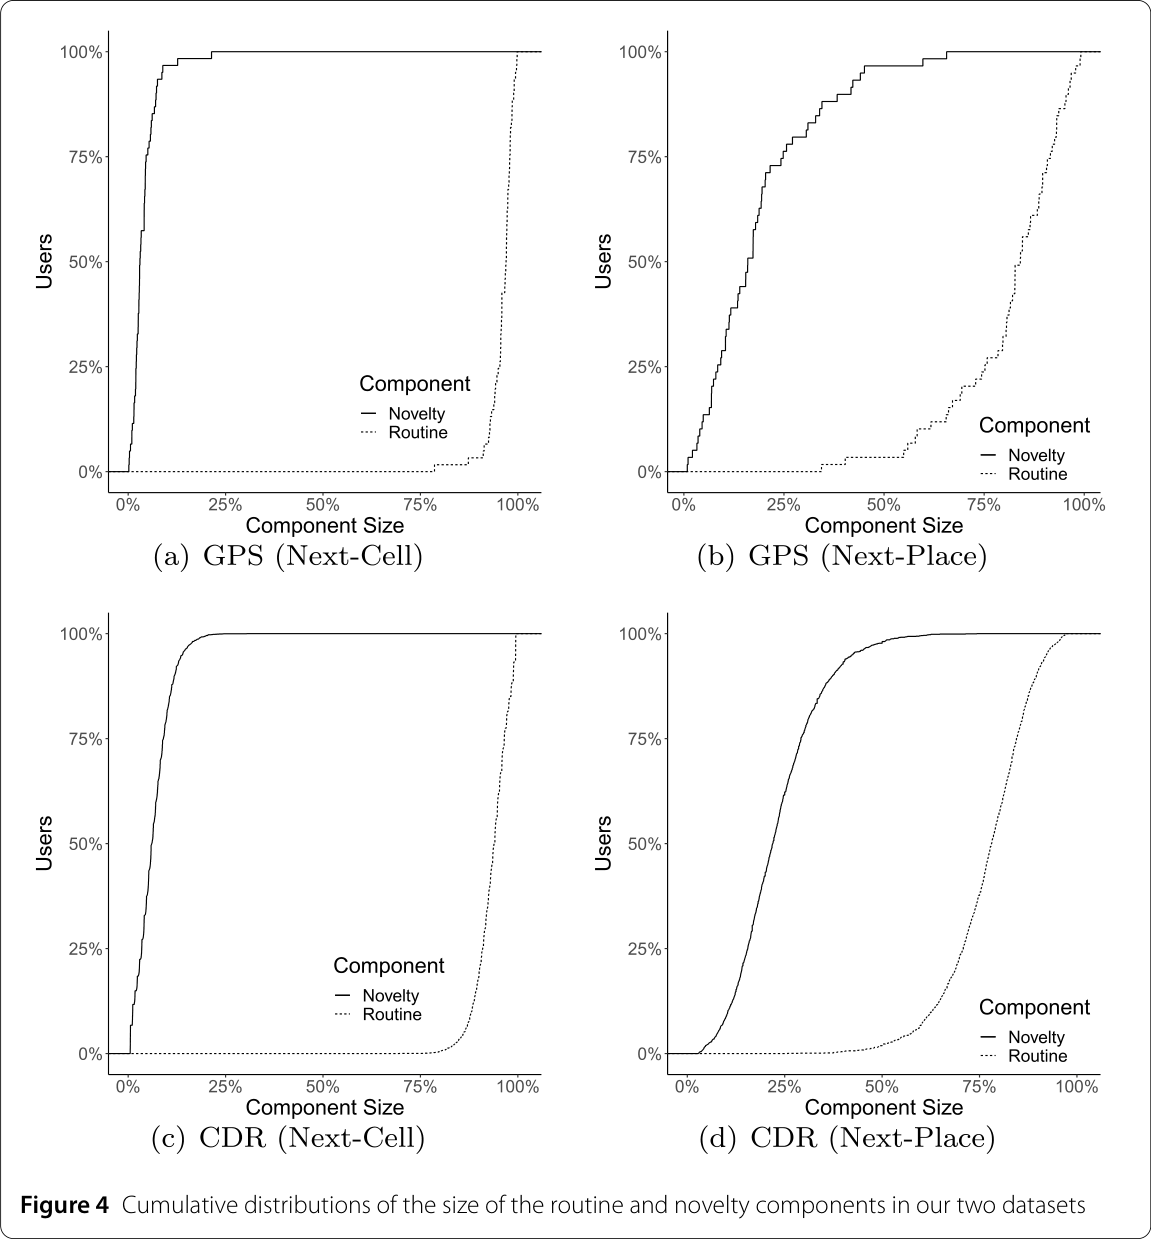 100%
75%
50%
25%
0%
Users
Component
Novelty
Routine
0% 25% 50% 75% 100%
Component Size
(a) GPS (Next-Cell)
100%
75%
50%
25%
0%
Users
Component
Novelty
Routine
0% 25% 50% 75% 100%
Component Size
(b) GPS (Next-Place)
100%
75%
50%
25%
0%
Users
Component
Novelty
Routine
0% 25% 50% 75% 100%
Component Size
(c) CDR (Next-Cell)
100%
75%
50%
25%
0%
Users
Component
Novelty
Routine
0% 25% 50% 75% 100%
Component Size
(d) CDR (Next-Place)
Figure 4 Cumulative distributions of the size of the routine and novelty components in our two datasets